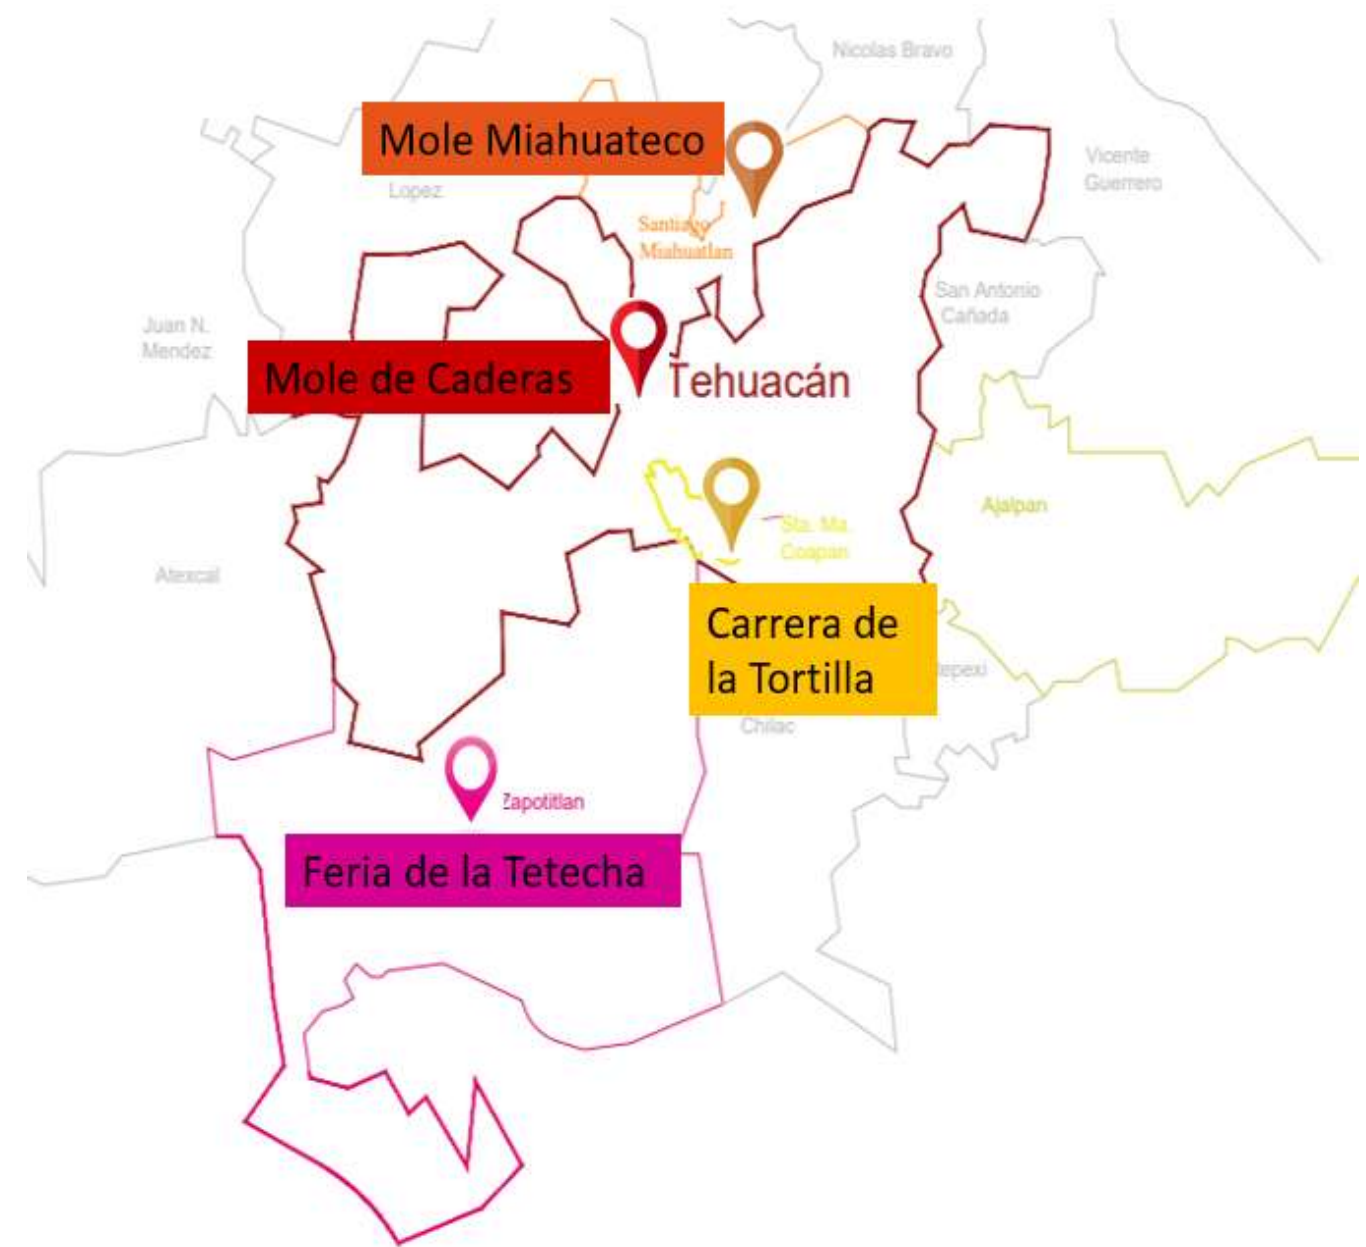 Nicolas Bravo
Mole Miahuateco
Vicente
Guerrero
Lopez
Santiago
Miahuatlan
San Antonio
Cañada
Juan N.
Mendez
Mole de Caderas
Tehuacán
Ajalpan
Sta. Ma.
Coapan
Atexcal
Carrera de
la Tortilla
tepexi
Chilac
Zapotitlan
Feria de la Tetecha